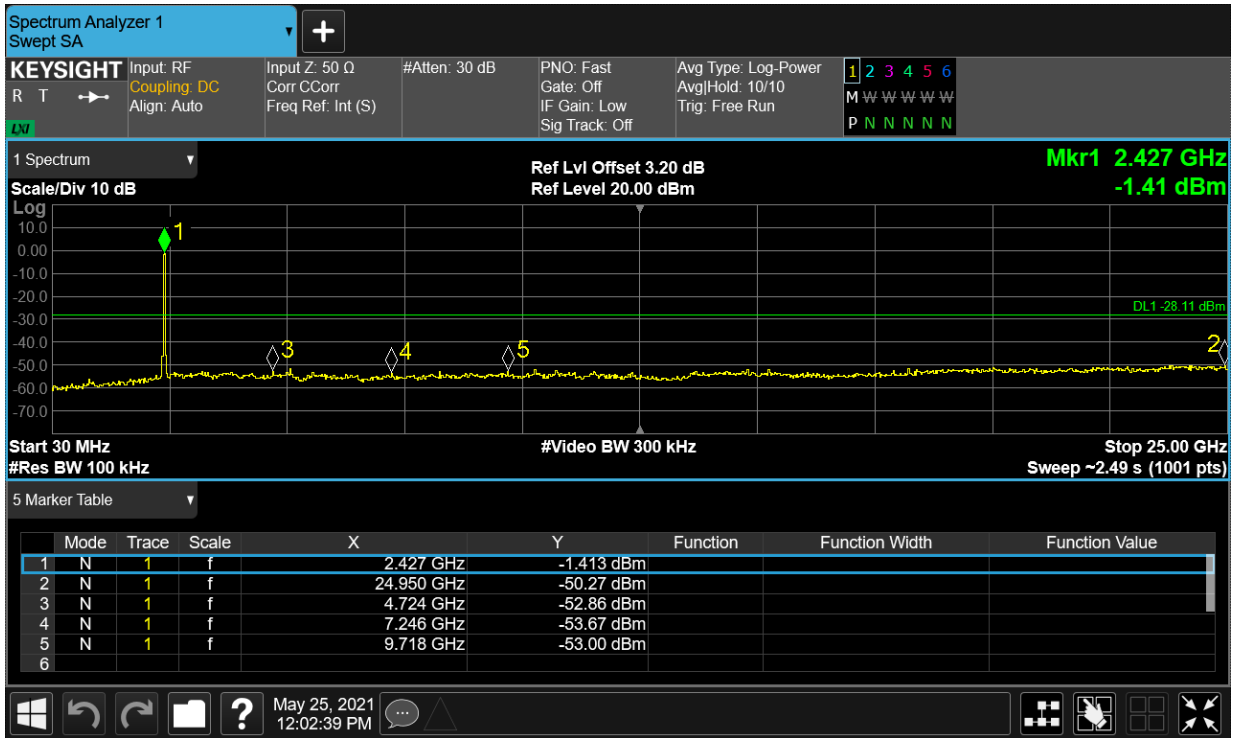 Spectrum Analyzer 1
Swept SA
KEYSIGHT
R T
LXI
Input: RF
Coupling: DC
Align: Auto
Input Z: 50 Ω
Corr CCorr
Freq Ref: Int (S)
#Atten: 30 dB
PNO: Fast
Gate: Off
IF Gain: Low
Sig Track: Off
Avg Type: Log-Power
Avg|Hold: 10/10
Trig: Free Run
1 2 3 4 5 6
M W W W W W
P N N N N N
1 Spectrum
Scale/Div 10 dB
Ref Lvl Offset 3.20 dB
Ref Level 20.00 dBm
Mkr1 2.427 GHz
-1.41 dBm
Log
10.0
0.00
-10.0
-20.0
-30.0
-40.0
-50.0
-60.0
-70.0
1
DL1 -28.11 dBm
3
4
5
2
Start 30 MHz
#Res BW 100 kHz
#Video BW 300 kHz
Stop 25.00 GHz
Sweep ~2.49 s (1001 pts)
5 Marker Table
Mode Trace Scale X Y Function Function Width Function Value
1 N 1 f 2.427 GHz -1.413 dBm
2 N 1 f 24.950 GHz -50.27 dBm
3 N 1 f 4.724 GHz -52.86 dBm
4 N 1 f 7.246 GHz -53.67 dBm
5 N 1 f 9.718 GHz -53.00 dBm
6
?
May 25, 2021
12:02:39 PM